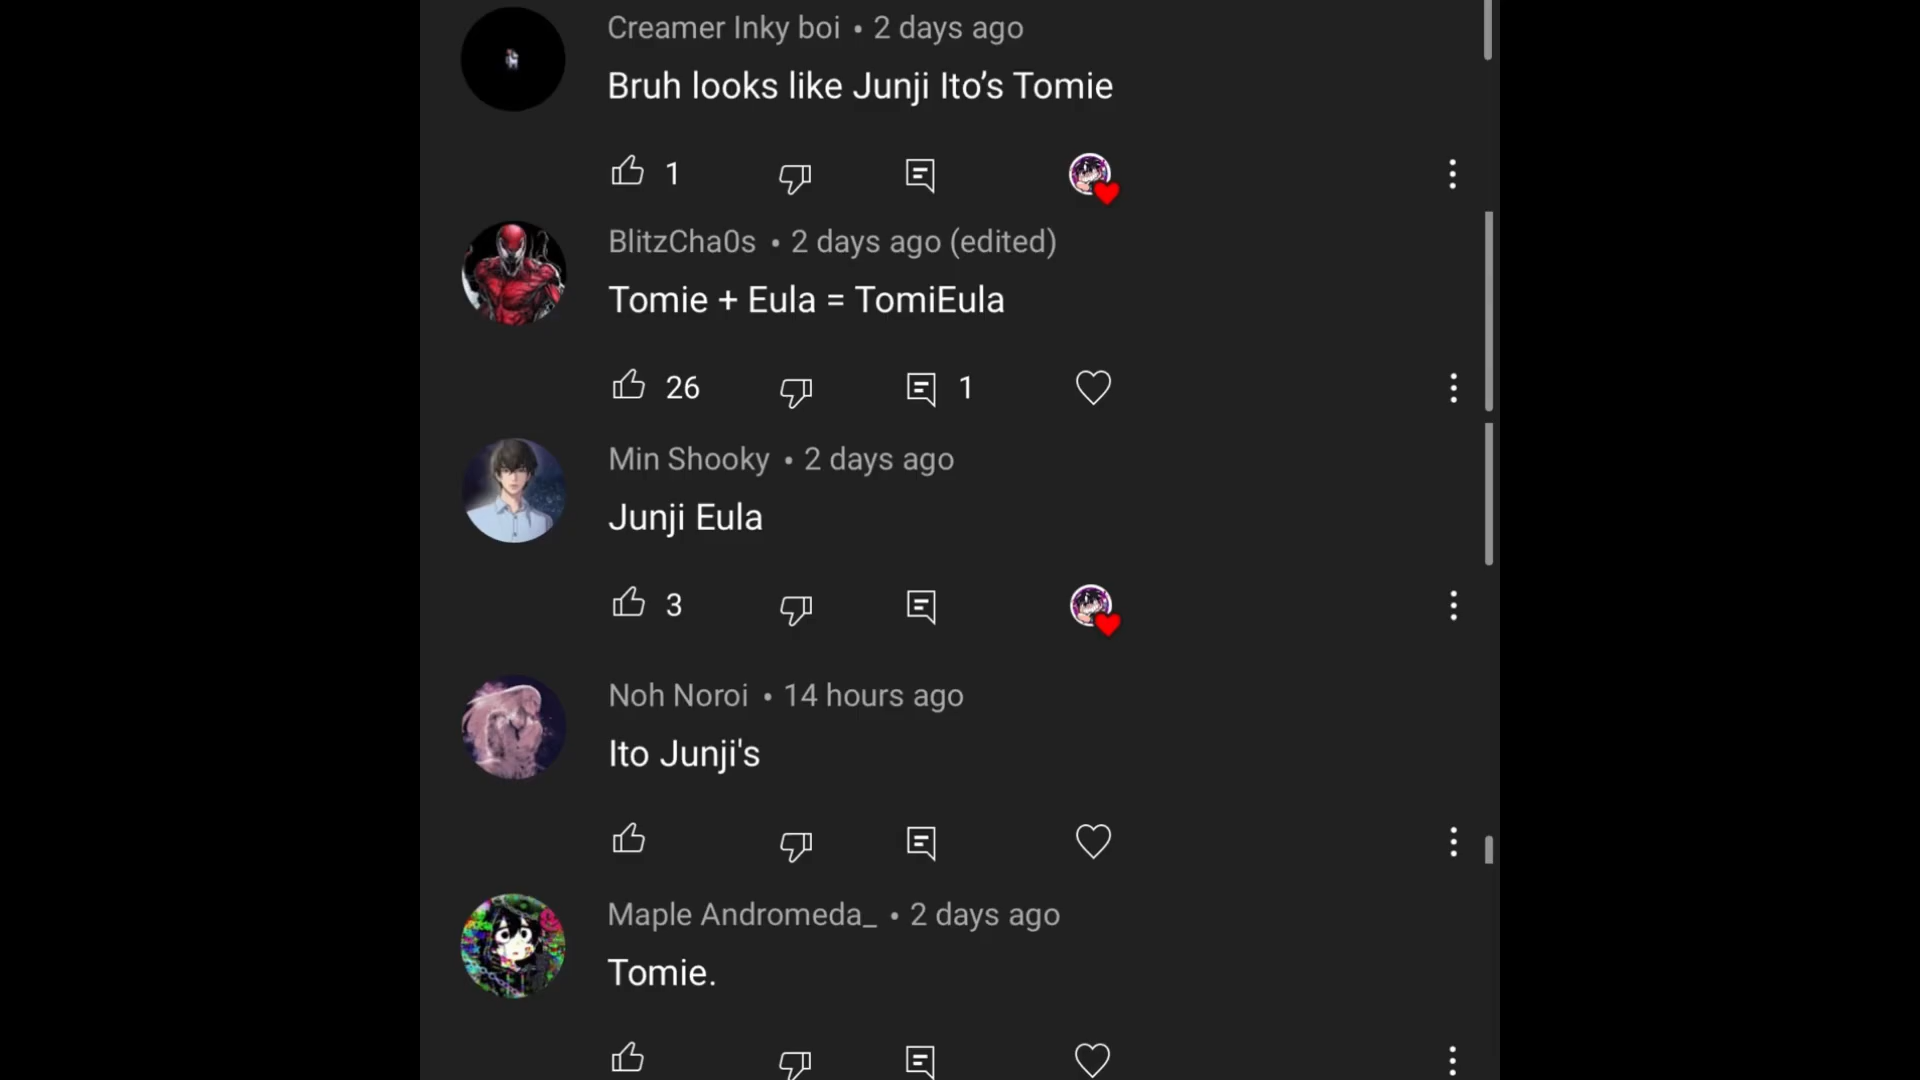 Creamer Inky boi • 2 days ago
Bruh looks like Junji Ito’s Tomie
1
BlitzCha0s • 2 days ago (edited)
Tomie + Eula = TomiEula
26 1
Min Shooky • 2 days ago
Junji Eula
3
Noh Noroi • 14 hours ago
Ito Junji's
Maple Andromeda_ • 2 days ago
Tomie.